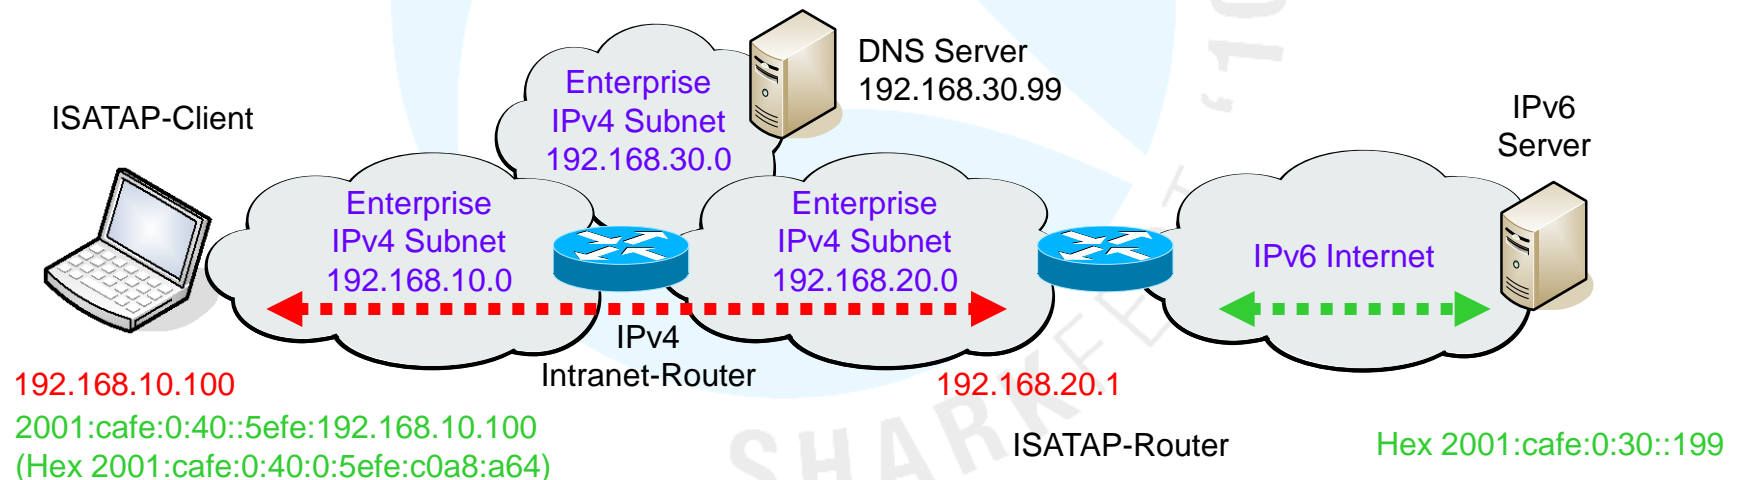 DNS Server
192.168.30.99
Enterprise
IPv4 Subnet
192.168.30.0
ISATAP-Client
IPv6
Server
Enterprise
IPv4 Subnet
192.168.10.0
Enterprise
IPv4 Subnet
192.168.20.0
IPv6 Internet
IPv4
Intranet-Router
192.168.10.100
2001:cafe:0:40::5efe:192.168.10.100
(Hex 2001:cafe:0:40:0:5efe:c0a8:a64)
192.168.20.1
ISATAP-Router
Hex 2001:cafe:0:30::199
SHARKFEST '10